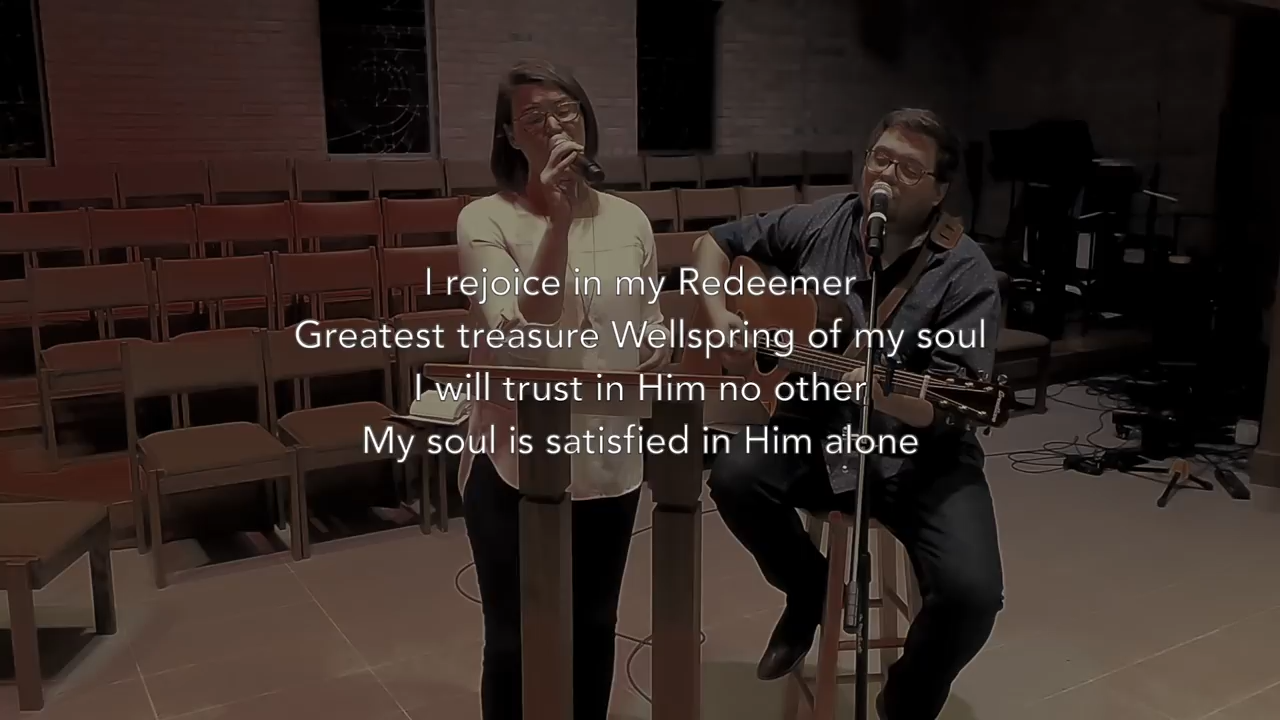 I rejoice in my Redeemer
Greatest treasure Wellspring of my soul
I will trust in Him no other
My soul is satisfied in Him alone